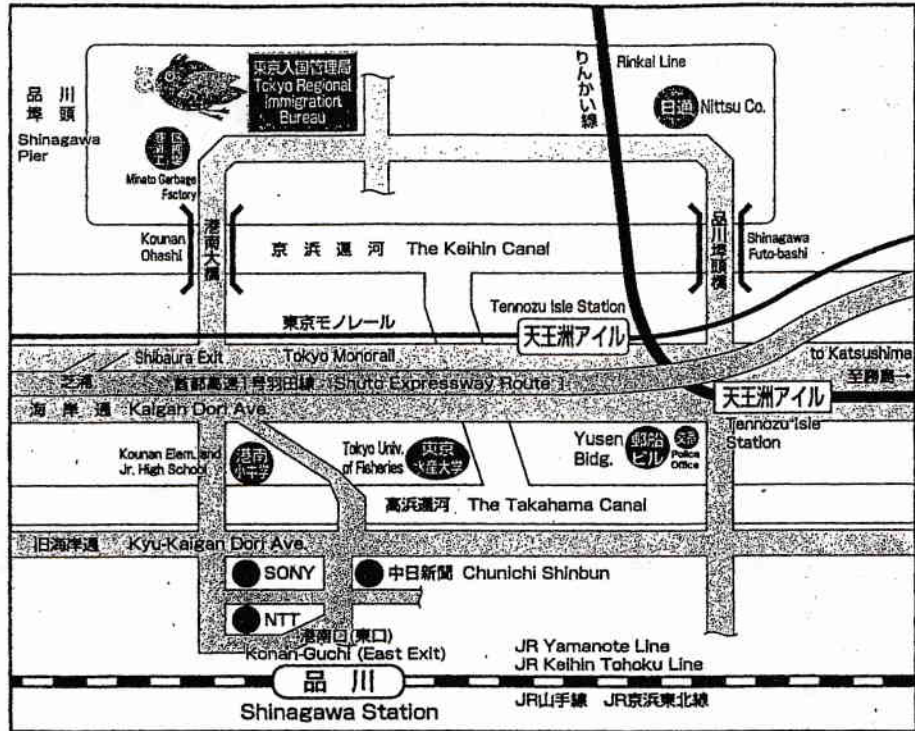 品川
埠頭
Shinagawa
Pier
東京入国管理局
Tokyo Regional
Immigration
Bureau
Minato Garbage
Factory
りんかい線
Rinkai Line
日通 Nittsu Co.
Kounan
Ohashi
港南大橋
京浜運河 The Keihin Canal
品川埠頭橋
Shinagawa
Futo-bashi
Tennozu Isle Station
天王洲アイル
東京モノレール
Tokyo Monorail
Shibaura Exit
芝浦
首都高速1号羽田線 (Shuto Expressway Route 1
to Katsushima
至勝島→
天王洲アイル
Tennozu Isle
Station
海岸通 Kaigan Dori Ave.
Kounan Elem. and
Jr. High School
港南
小中学
Tokyo Univ.
of Fisheries
東京
水産大学
Yusen
Bldg.
郵船
ビル
Police
Office
高浜運河 The Takahama Canal
旧海岸通 Kyu-Kaigan Dori Ave.
SONY
中日新聞 Chunichi Shinbun
NTT
港南口(東口)
Konan-Guchi (East Exit)
JR Yamanote Line
JR Keihin Tohoku Line
品川
Shinagawa Station
JR山手線 JR京浜東北線